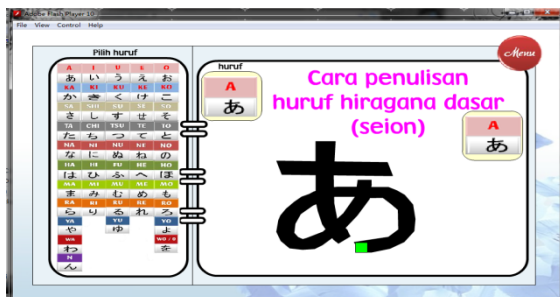 Adobe Flash Player 10
File View Control Help
Menu
Pilih huruf
A I U E O
あ い う え お
KA KI KU KE KO
か き く け こ
SA SHI SU SE SO
さ し す せ そ
TA CHI TSU TE TO
た ち つ て と
NA NI NU NE NO
な に ぬ ね の
HA HI FU HE HO
は ひ ふ へ ほ
MA MI MU ME MO
ま み む め も
RA RI RU RE RO
ら り る れ ろ
YA YU YO
や ゆ よ
WA WO / O
わ を
N
ん
huruf
A
あ
Cara penulisan
huruf hiragana dasar
(seion)
A
あ
あ